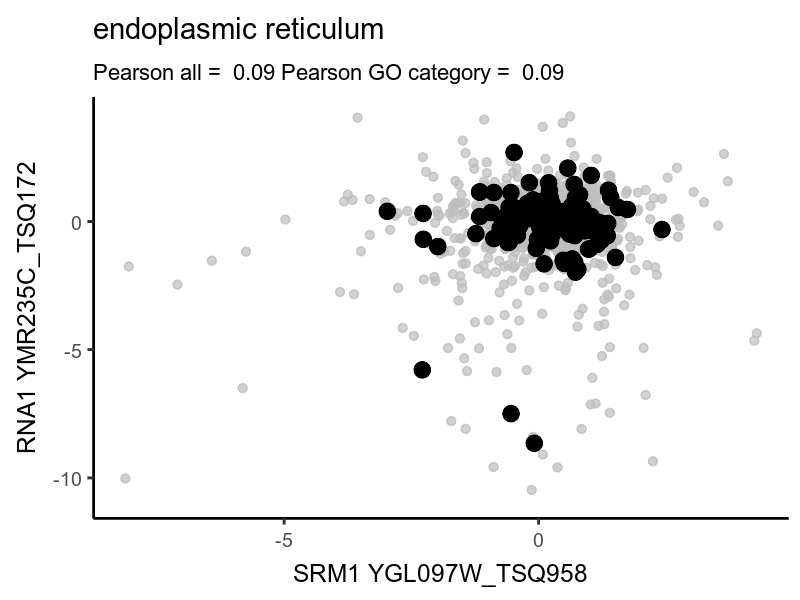 endoplasmic reticulum
Pearson all =  0.09 Pearson GO category =  0.09
RNA1 YMR235C_TSQ172
0
-5
-10
-5
0
SRM1 YGL097W_TSQ958